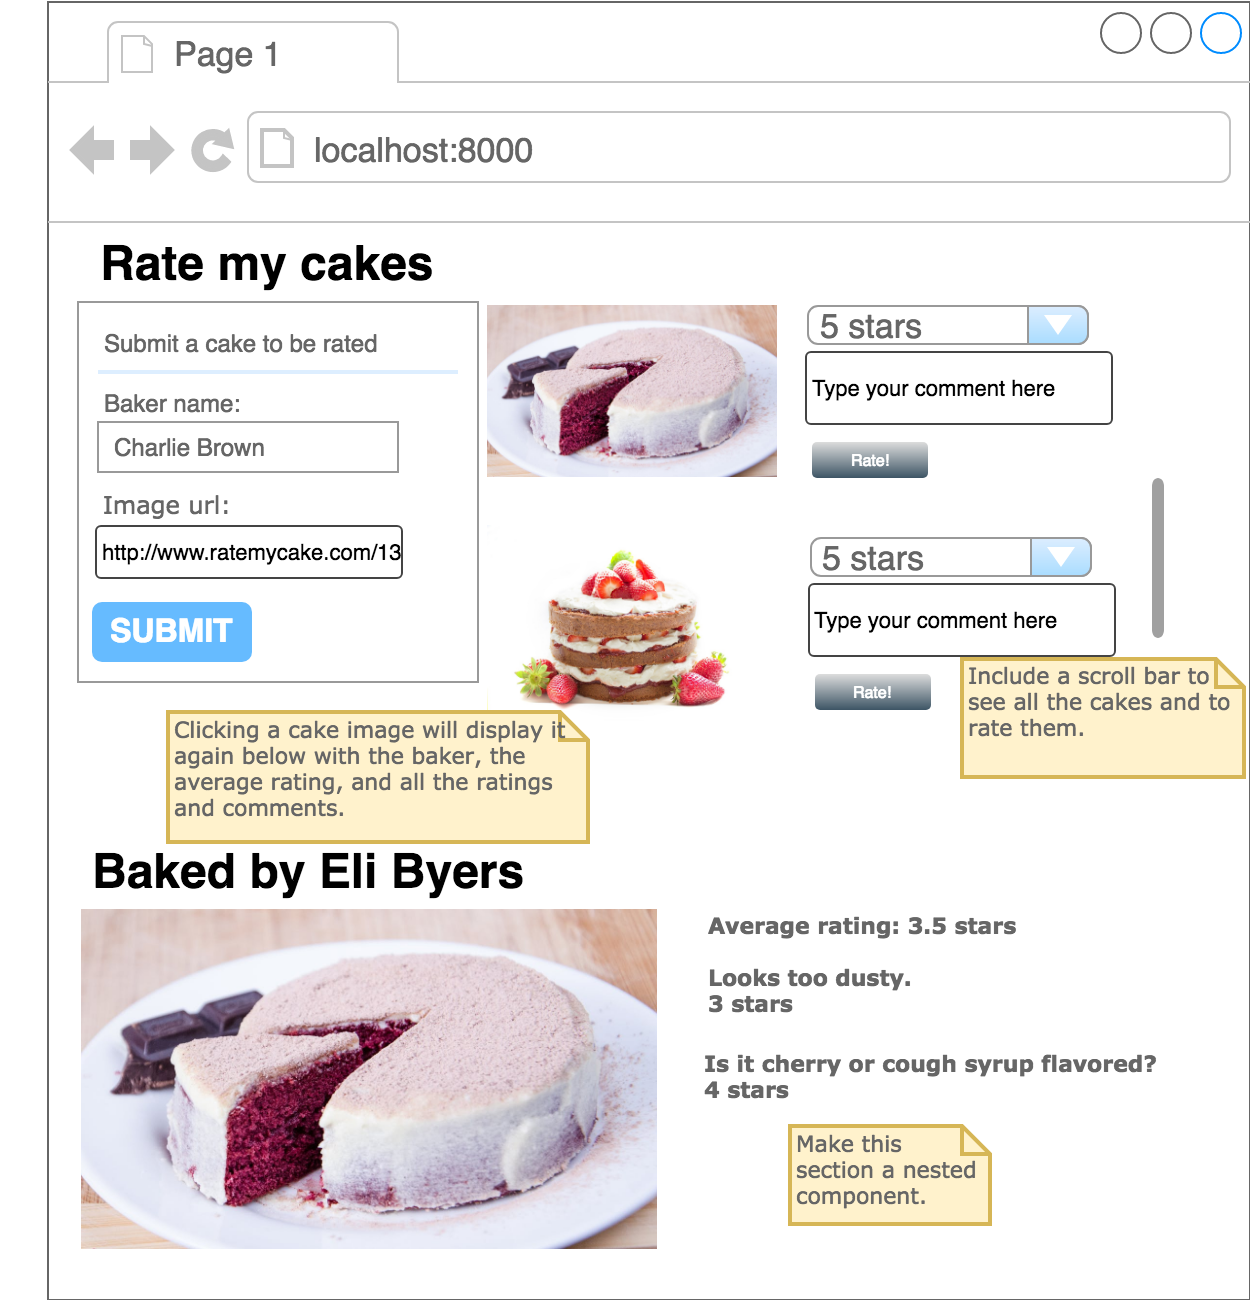 Page 1
localhost:8000
Rate my cakes
Submit a cake to be rated
Baker name:
Charlie Brown
Image url:
http://www.ratemycake.com/13
SUBMIT
5 stars
Type your comment here
Rate!
5 stars
Type your comment here
Rate!
Include a scroll bar to
see all the cakes and to
rate them.
Clicking a cake image will display it
again below with the baker, the
average rating, and all the ratings
and comments.
Baked by Eli Byers
Average rating: 3.5 stars
Looks too dusty.
3 stars
Is it cherry or cough syrup flavored?
4 stars
Make this
section a nested
component.